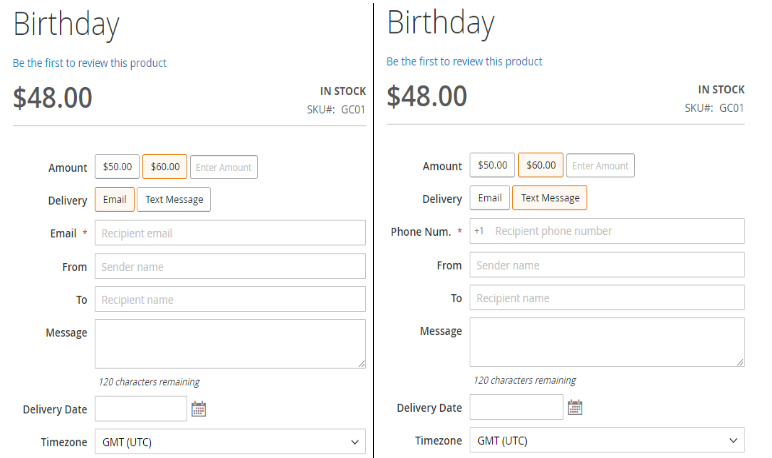 Birthday
Be the first to review this product
$48.00
IN STOCK
SKU#: GC01
Amount $50.00 $60.00 Enter Amount
Delivery Email Text Message
Email * Recipient email
From Sender name
To Recipient name
Message
120 characters remaining
Delivery Date
Timezone GMT (UTC)
Birthday
Be the first to review this product
$48.00
IN STOCK
SKU#: GC01
Amount $50.00 $60.00 Enter Amount
Delivery Email Text Message
Phone Num. * +1 Recipient phone number
From Sender name
To Recipient name
Message
120 characters remaining
Delivery Date
Timezone GMT (UTC)